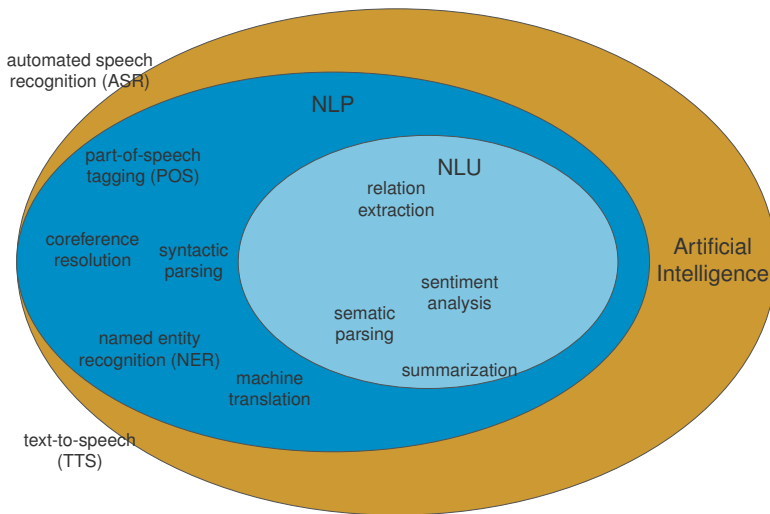 automated speech
recognition (ASR)
NLP
part-of-speech
tagging (POS)
NLU
relation
extraction
coreference
resolution
syntactic
parsing
Artificial
Intelligence
sentiment
analysis
sematic
parsing
named entity
recognition (NER)
machine
translation
summarization
text-to-speech
(TTS)